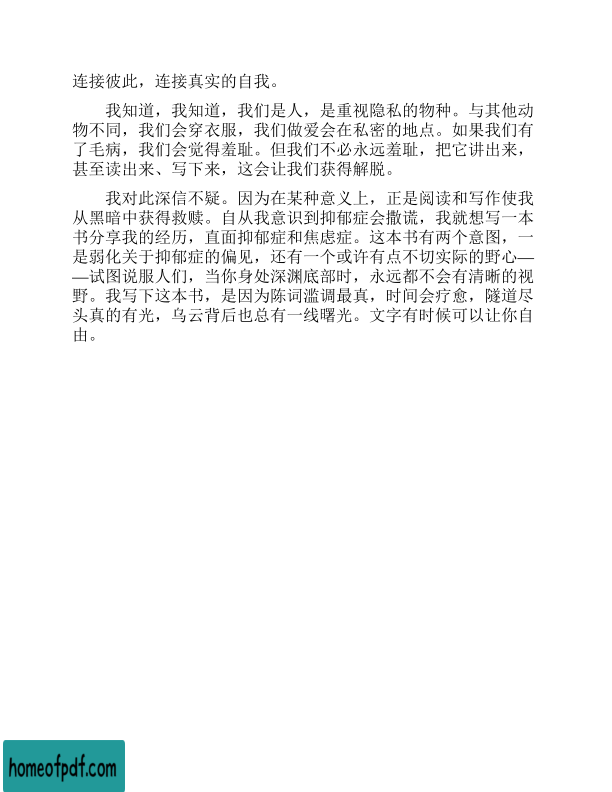 连接彼此，连接真实的自我。
我知道，我知道，我们是人，是重视隐私的物种。与其他动
物不同，我们会穿衣服，我们做爱会在私密的地点。如果我们有
了毛病，我们会觉得羞耻。但我们不必永远羞耻，把它讲出来，
甚至读出来、写下来，这会让我们获得解脱。
我对此深信不疑。因为在某种意义上，正是阅读和写作使我
从黑暗中获得救赎。自从我意识到抑郁症会撒谎，我就想写一本
书分享我的经历，直面抑郁症和焦虑症。这本书有两个意图，一
是弱化关于抑郁症的偏见，还有一个或许有点不切实际的野心—
—试图说服人们，当你身处深渊底部时，永远都不会有清晰的视
野。我写下这本书，是因为陈词滥调最真，时间会疗愈，隧道尽
头真的有光，乌云背后也总有一线曙光。文字有时候可以让你自
由。
homeofpdf.com